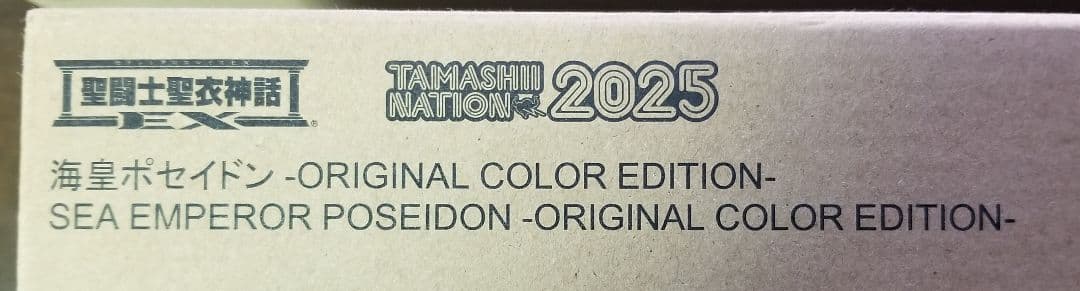 聖闘士聖衣神話
EX
TAMASHII
NATION 2025
海皇ポセイドン -ORIGINAL COLOR EDITION-
SEA EMPEROR POSEIDON -ORIGINAL COLOR EDITION-